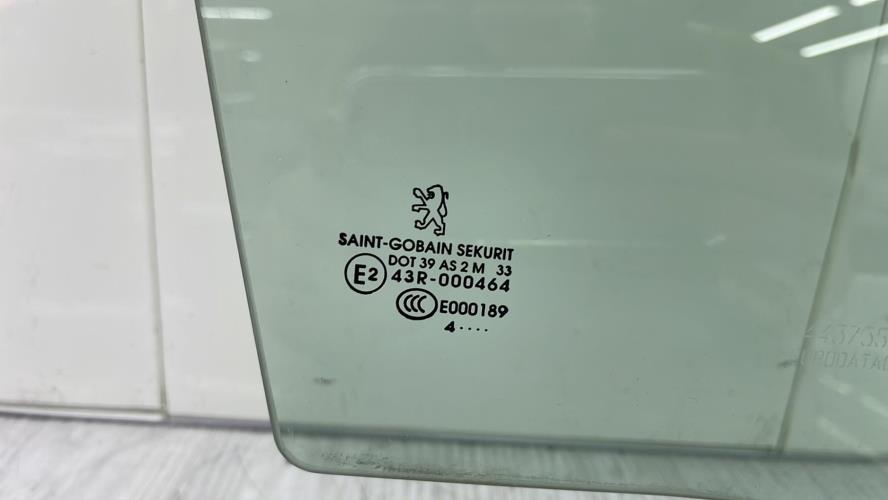 SAINT-GOBAIN SEKURIT
DOT 39 AS 2 M 33
E2 43R-000464
CCC E000189
4 ····